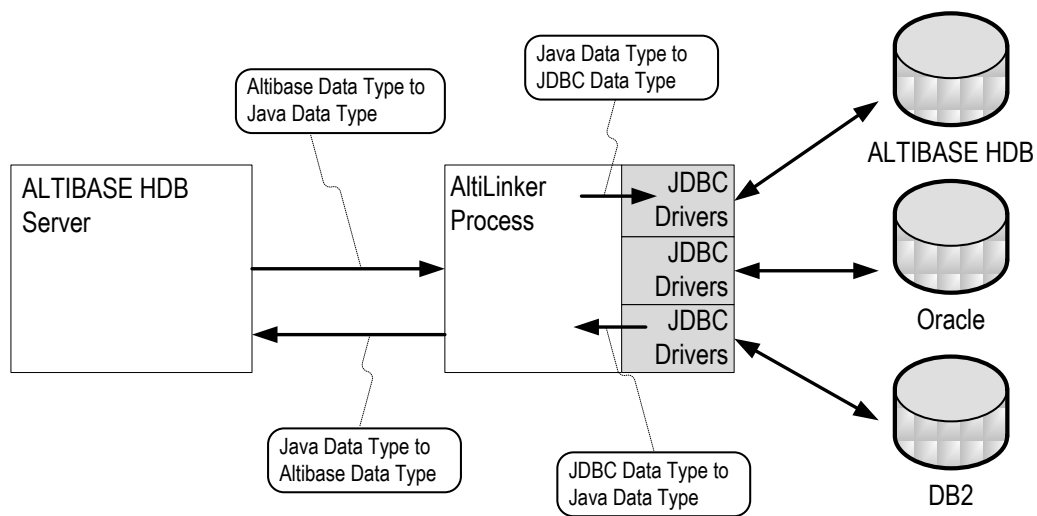 Java Data Type to
JDBC Data Type
Altibase Data Type to
Java Data Type
ALTIBASE HDB
ALTIBASE HDB
Server
AltiLinker
Process
JDBC
Drivers
JDBC
Drivers
JDBC
Drivers
Oracle
Java Data Type to
Altibase Data Type
JDBC Data Type to
Java Data Type
DB2